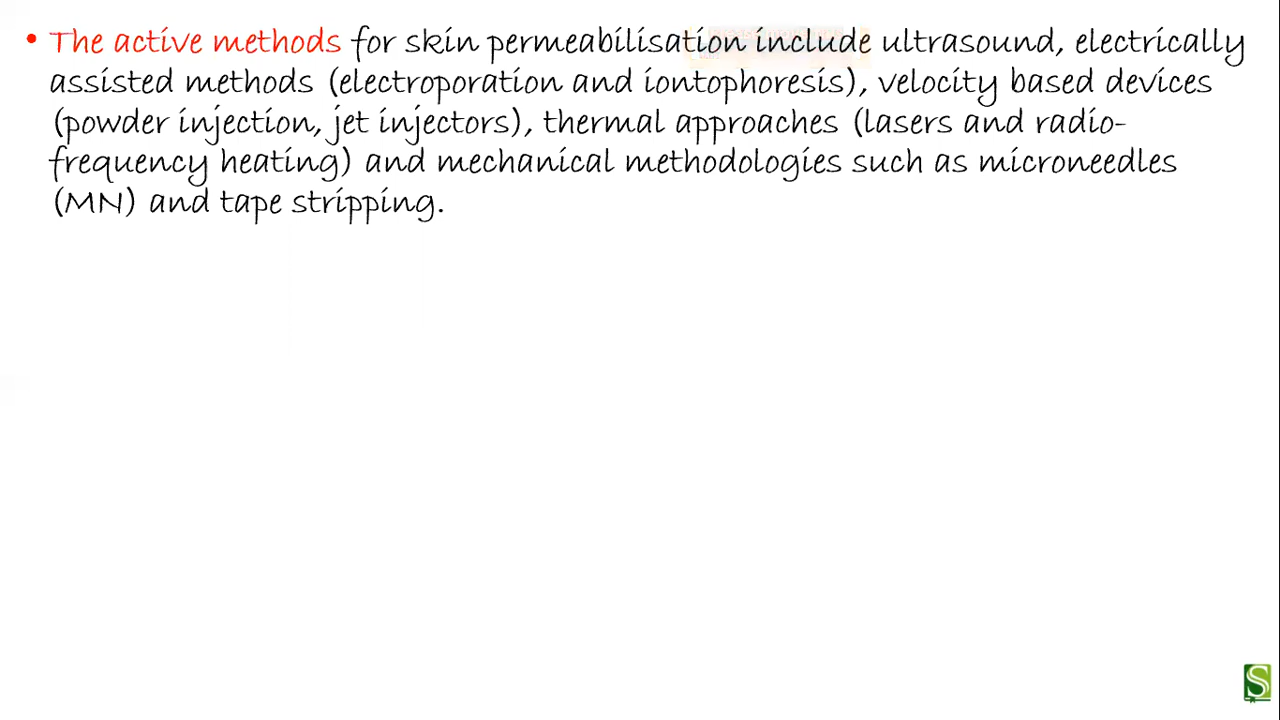 • The active methods for skin permeabilisation include ultrasound, electrically
assisted methods (electroporation and iontophoresis), velocity based devices
(powder injection, jet injectors), thermal approaches (lasers and radio-
frequency heating) and mechanical methodologies such as microneedles
(MN) and tape stripping.
S